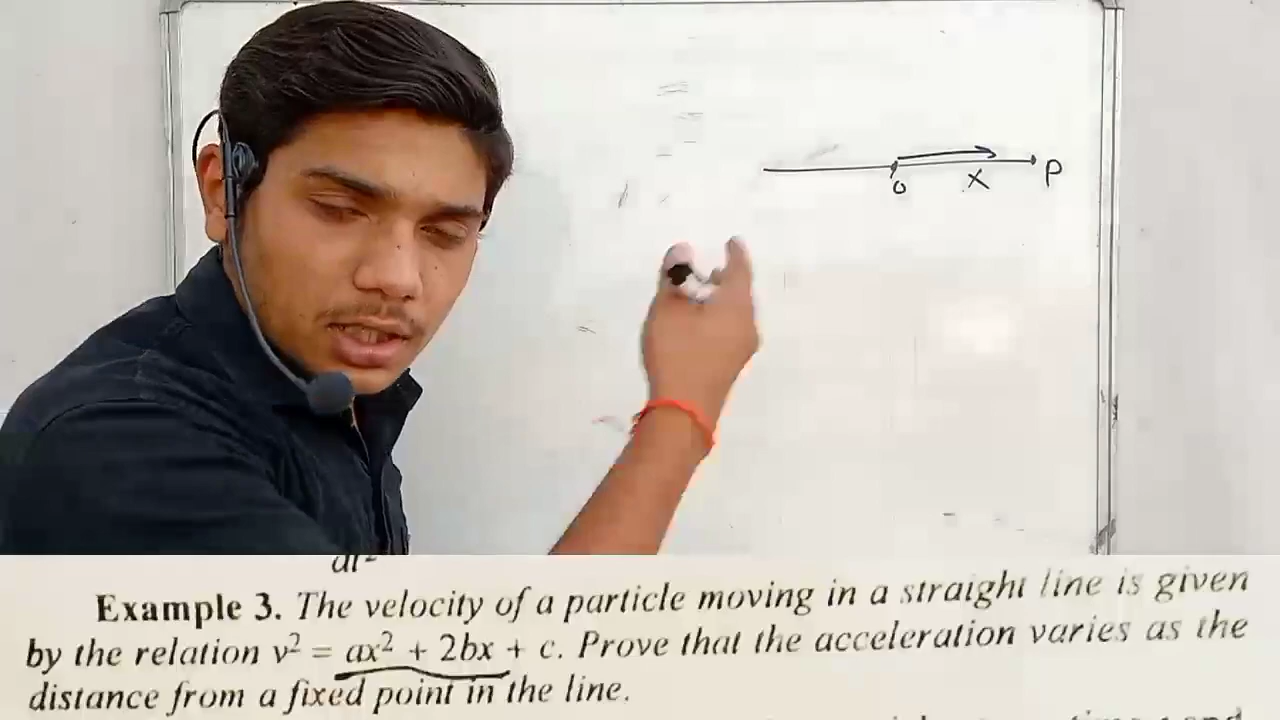 o x P
Example 3. The velocity of a particle moving in a straight line is given
by the relation v² = ax² + 2bx + c. Prove that the acceleration varies as the
distance from a fixed point in the line.